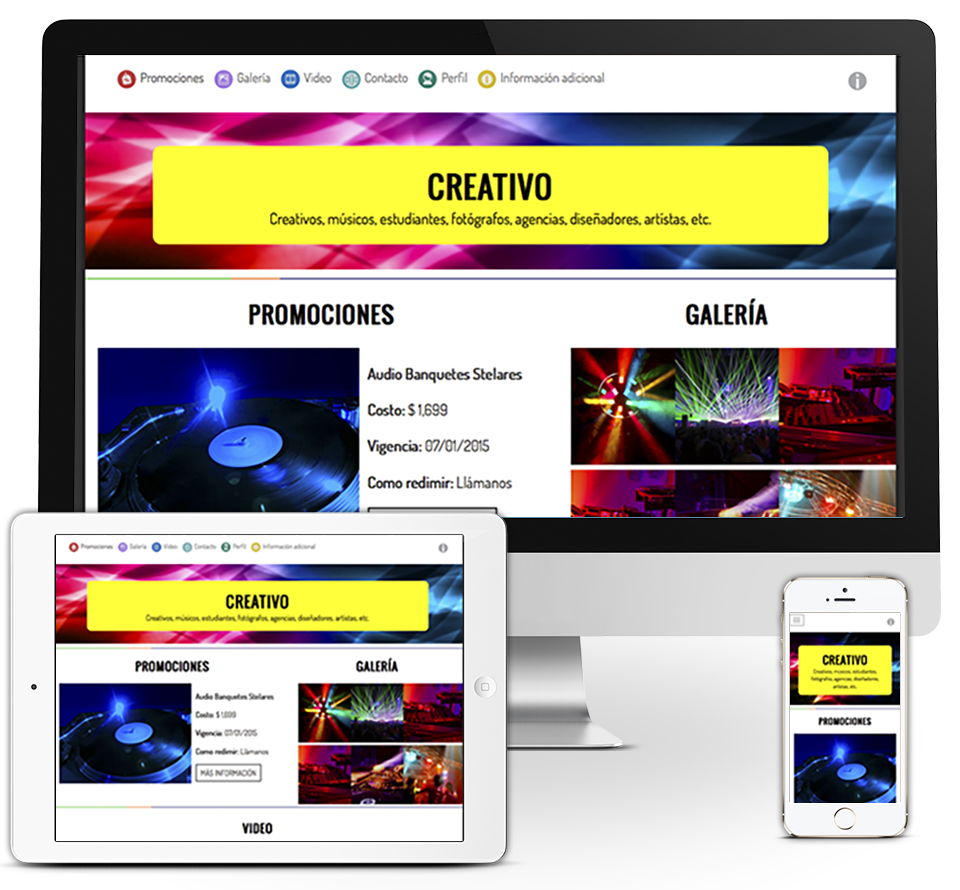 Promociones Galería Video Contacto Perfil Información adicional
CREATIVO
Creativos, músicos, estudiantes, fotógrafos, agencias, diseñadores, artistas, etc.
PROMOCIONES
GALERÍA
Audio Banquetes Stelares
Costo: $ 1,699
Vigencia: 07/01/2015
Como redimir: Llámanos
Promociones Galería Video Contacto Perfil Información adicional
CREATIVO
Creativos, músicos, estudiantes, fotógrafos, agencias, diseñadores, artistas, etc.
PROMOCIONES
GALERÍA
Audio Banquetes Stelares
Costo: $ 1,699
Vigencia: 07/01/2015
Como redimir: Llámanos
MÁS INFORMACIÓN
VIDEO
CREATIVO
Creativos, músicos, estudiantes,
fotógrafos, agencias, diseñadores,
artistas, etc.
PROMOCIONES